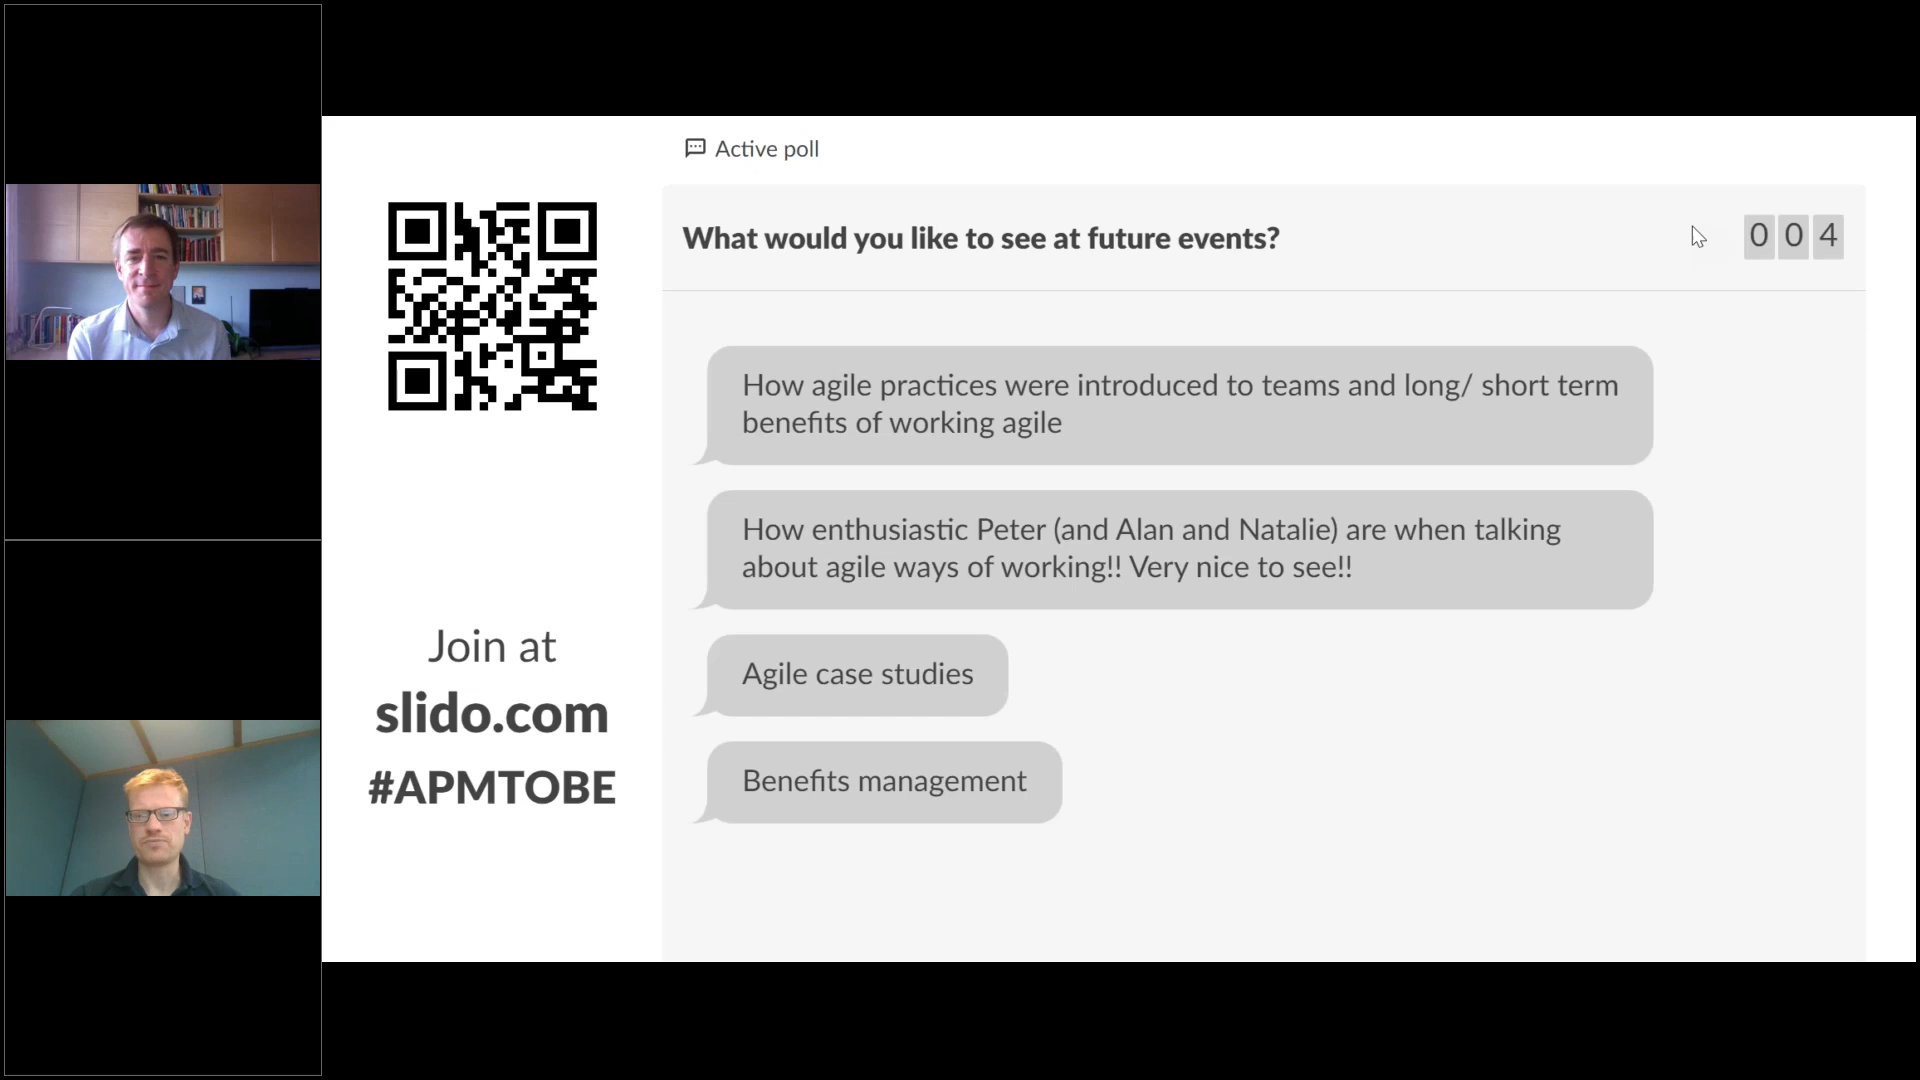 Active poll
What would you like to see at future events?
004
How agile practices were introduced to teams and long/ short term
benefits of working agile
How enthusiastic Peter (and Alan and Natalie) are when talking
about agile ways of working!! Very nice to see!!
Agile case studies
Benefits management
Join at
slido.com
#APMTOBE